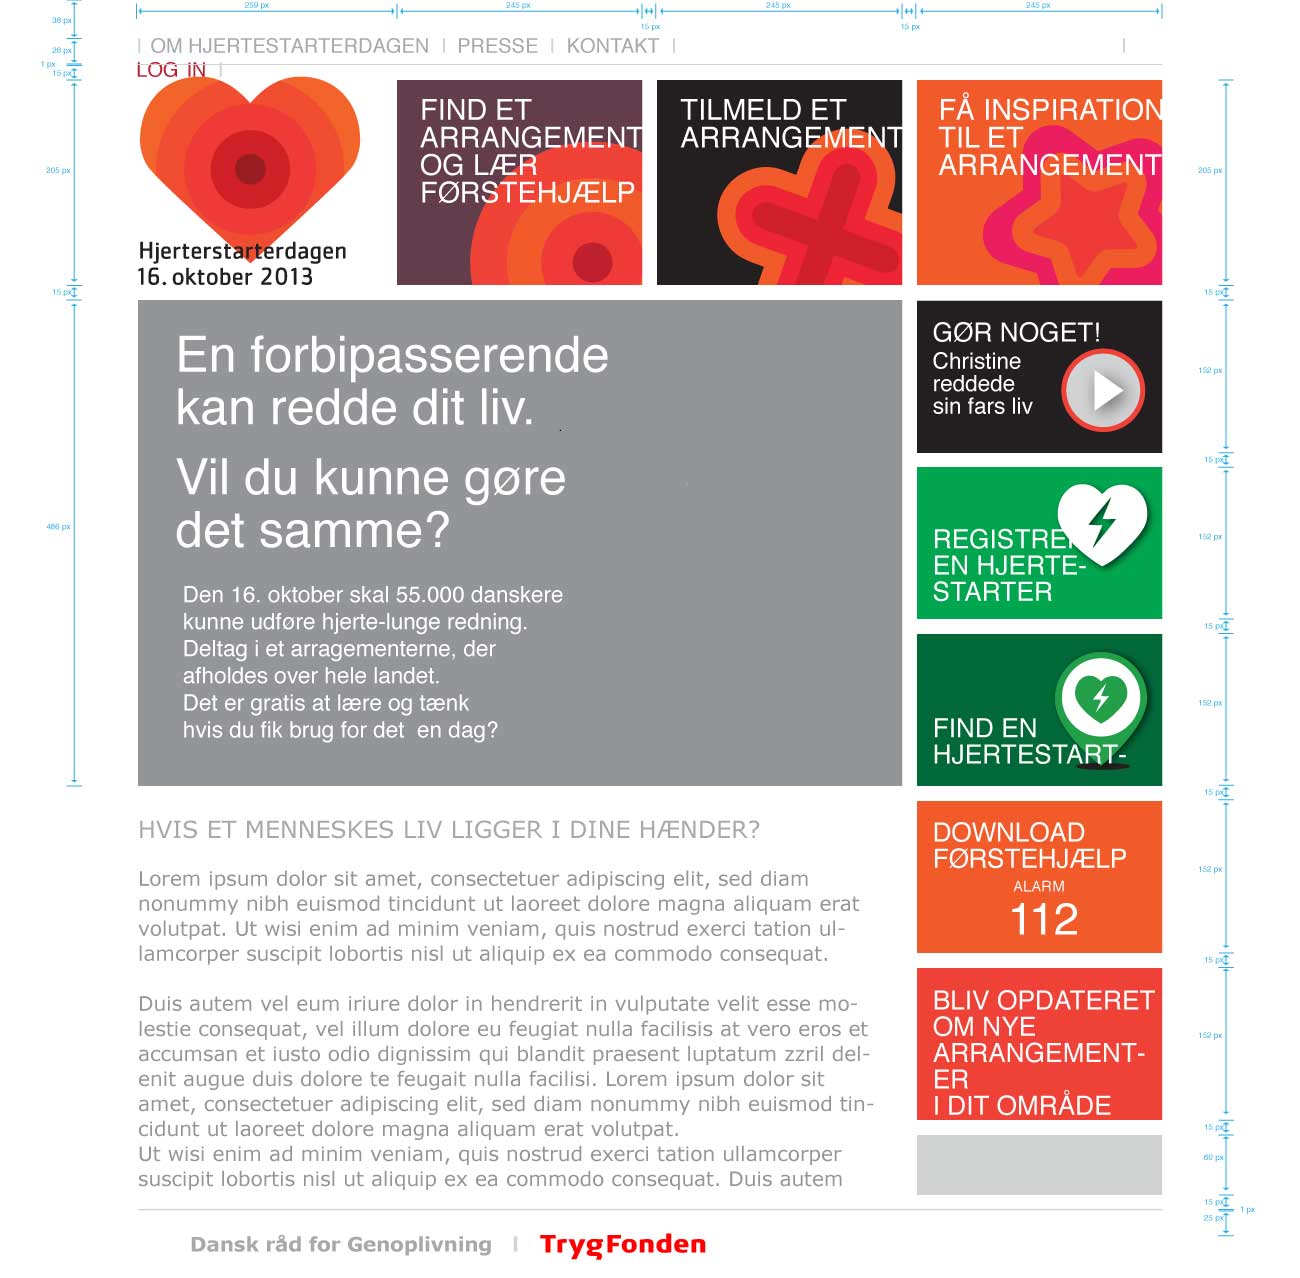 259 px
245 px
245 px
245 px
15 px
15 px
38 px
26 px
1 px
15 px
205 px
15 px
486 px
| OM HJERTESTARTERDAGEN | PRESSE | KONTAKT | |
LOG IN |
Hjerterstarterdagen
16. oktober 2013
FIND ET
ARRANGEMENT
OG LÆR
FØRSTEHJÆLP
TILMELD ET
ARRANGEMENT
FÅ INSPIRATION
TIL ET
ARRANGEMENT
205 px
15 px
En forbipasserende
kan redde dit liv.
Vil du kunne gøre
det samme?
Den 16. oktober skal 55.000 danskere
kunne udføre hjerte-lunge redning.
Deltag i et arragementerne, der
afholdes over hele landet.
Det er gratis at lære og tænk
hvis du fik brug for det  en dag?
GØR NOGET!
Christine
reddede
sin fars liv
152 px
15 px
REGISTRER
EN HJERTE-
STARTER
152 px
15 px
FIND EN
HJERTESTART-
152 px
15 px
DOWNLOAD
FØRSTEHJÆLP
ALARM
112
152 px
15 px
BLIV OPDATERET
OM NYE
ARRANGEMENT-
ER
I DIT OMRÅDE
152 px
15 px
60 px
15 px
1 px
25 px
HVIS ET MENNESKES LIV LIGGER I DINE HÆNDER?
Lorem ipsum dolor sit amet, consectetuer adipiscing elit, sed diam
nonummy nibh euismod tincidunt ut laoreet dolore magna aliquam erat
volutpat. Ut wisi enim ad minim veniam, quis nostrud exerci tation ul-
lamcorper suscipit lobortis nisl ut aliquip ex ea commodo consequat.
Duis autem vel eum iriure dolor in hendrerit in vulputate velit esse mo-
lestie consequat, vel illum dolore eu feugiat nulla facilisis at vero eros et
accumsan et iusto odio dignissim qui blandit praesent luptatum zzril del-
enit augue duis dolore te feugait nulla facilisi. Lorem ipsum dolor sit
amet, consectetuer adipiscing elit, sed diam nonummy nibh euismod tin-
cidunt ut laoreet dolore magna aliquam erat volutpat.
Ut wisi enim ad minim veniam, quis nostrud exerci tation ullamcorper
suscipit lobortis nisl ut aliquip ex ea commodo consequat. Duis autem
Dansk råd for Genoplivning | TrygFonden